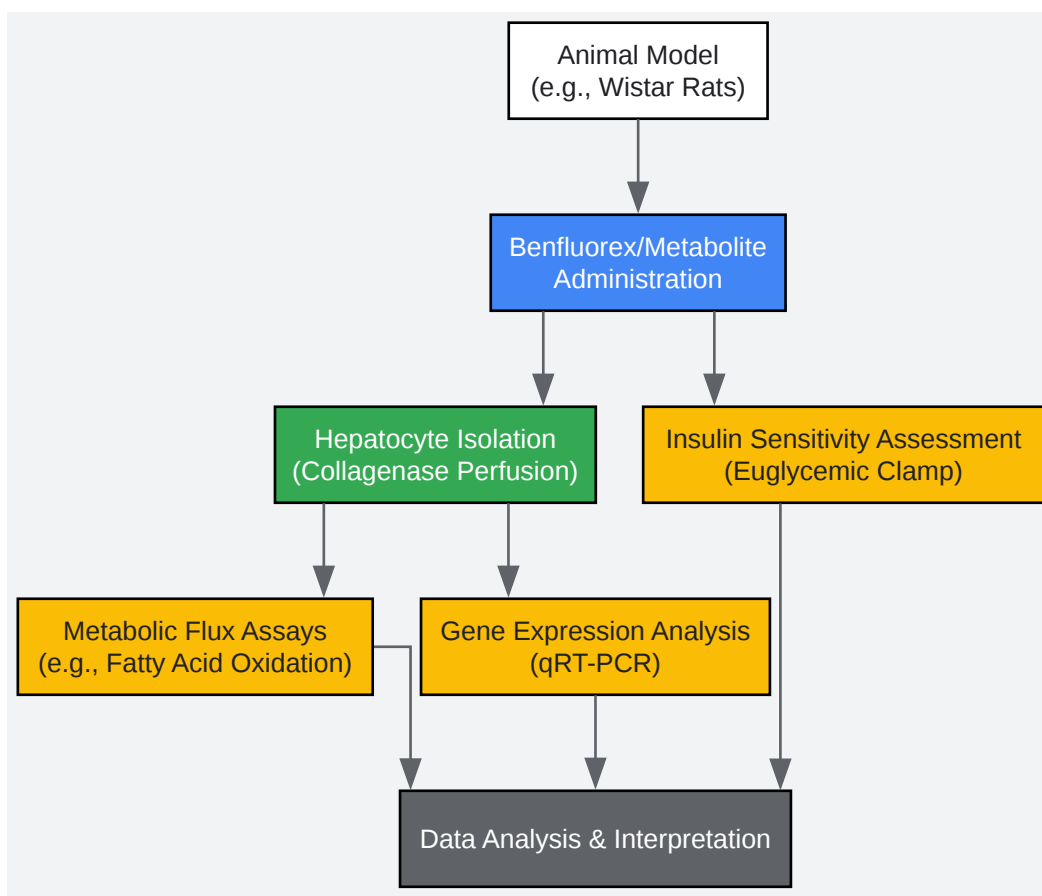 Animal Model
(e.g., Wistar Rats)
Benfluorex/Metabolite
Administration
Hepatocyte Isolation
(Collagenase Perfusion)
Insulin Sensitivity Assessment
(Euglycemic Clamp)
Metabolic Flux Assays
(e.g., Fatty Acid Oxidation)
Gene Expression Analysis
(qRT-PCR)
Data Analysis & Interpretation